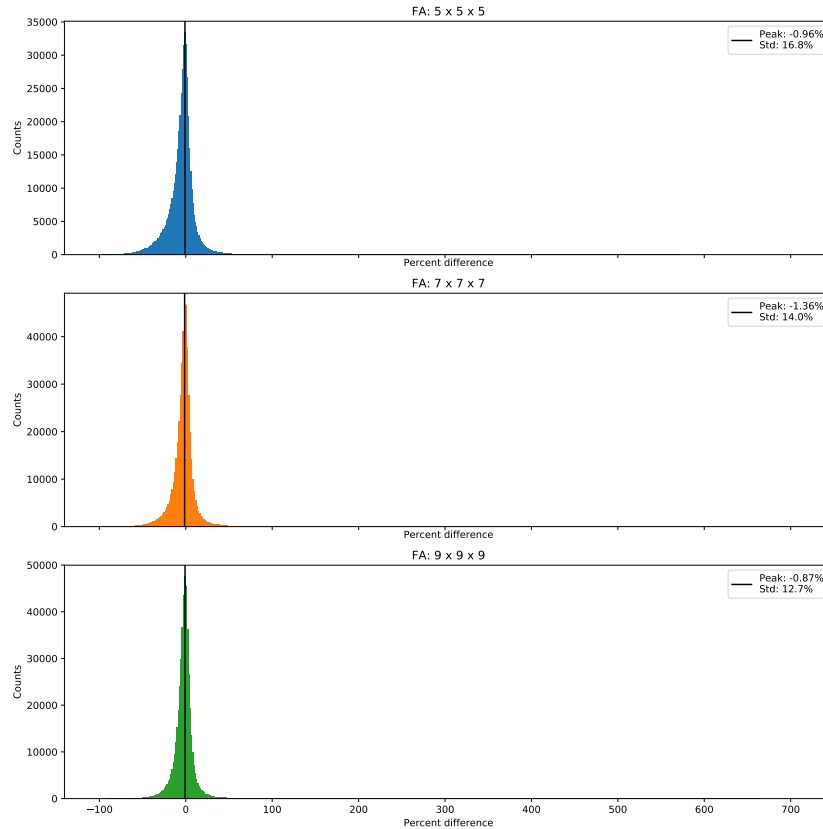 FA: 5 x 5 x 5
35000
30000
25000
20000
15000
10000
5000
0
Counts
Peak: -0.96%
Std: 16.8%
Percent difference
FA: 7 x 7 x 7
40000
30000
20000
10000
0
Counts
Peak: -1.36%
Std: 14.0%
Percent difference
FA: 9 x 9 x 9
50000
40000
30000
20000
10000
0
Counts
Peak: -0.87%
Std: 12.7%
−100 0 100 200 300 400 500 600 700
Percent difference